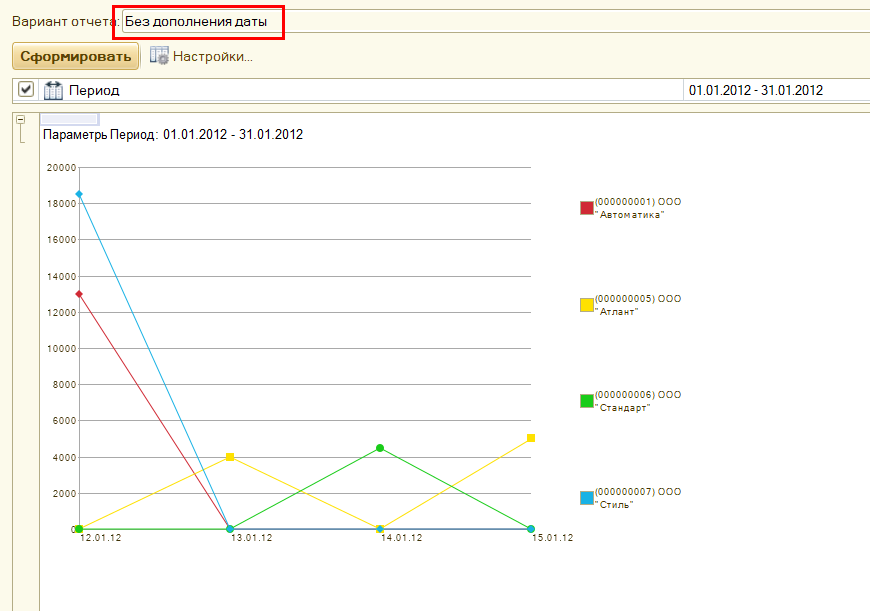 Вариант отчета: Без дополнения даты
Сформировать Настройки...
Период 01.01.2012 - 31.01.2012
Параметры Период: 01.01.2012 - 31.01.2012
20000
18000
16000
14000
12000
10000
8000
6000
4000
2000
0
12.01.12 13.01.12 14.01.12 15.01.12
(000000001) ООО
"Автоматика"
(000000005) ООО
"Атлант"
(000000006) ООО
"Стандарт"
(000000007) ООО
"Стиль"